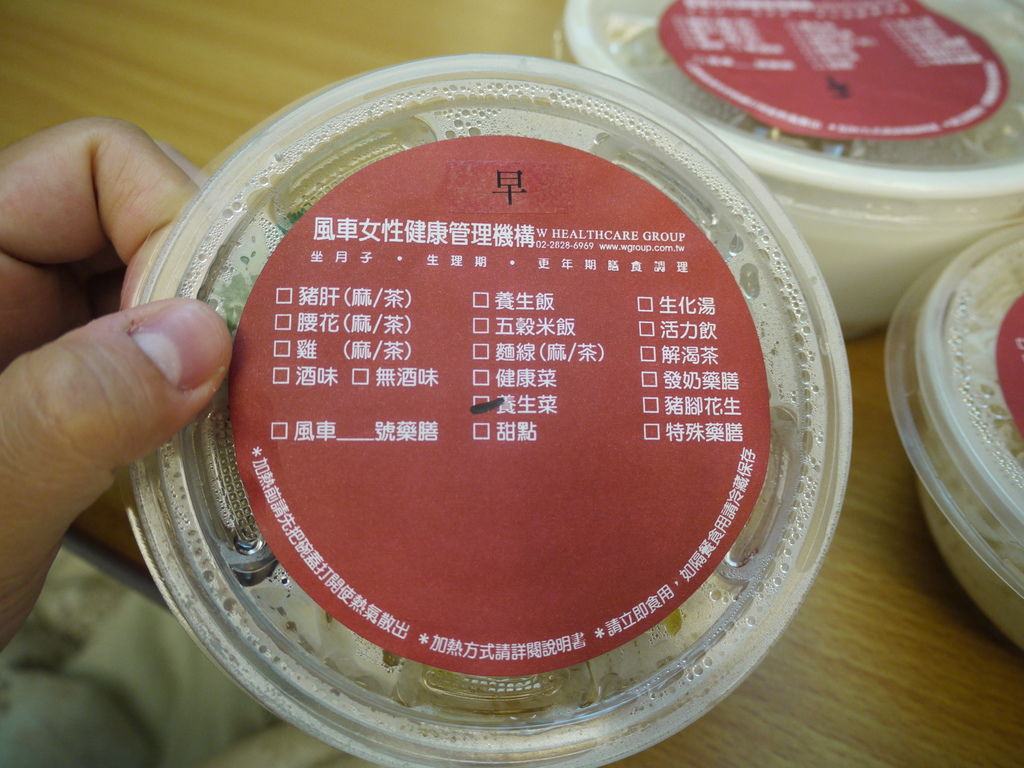 早
風車女性健康管理機構 W HEALTHCARE GROUP
02-2828-6969 www.wgroup.com.tw
坐月子・生理期・更年期膳食調理
□ 豬肝(麻/茶) □ 養生飯 □ 生化湯
□ 腰花(麻/茶) □ 五穀米飯 □ 活力飲
□ 雞 (麻/茶) □ 麵線(麻/茶) □ 解渴茶
□ 酒味 □ 無酒味 □ 健康菜 □ 發奶藥膳
□ 養生菜 □ 豬腳花生
□ 風車___號藥膳 □ 甜點 □ 特殊藥膳
*加熱前請先把碗蓋打開使熱氣散出 *加熱方式請詳閱說明書 *請立即食用，如隔餐食用請冷藏保存